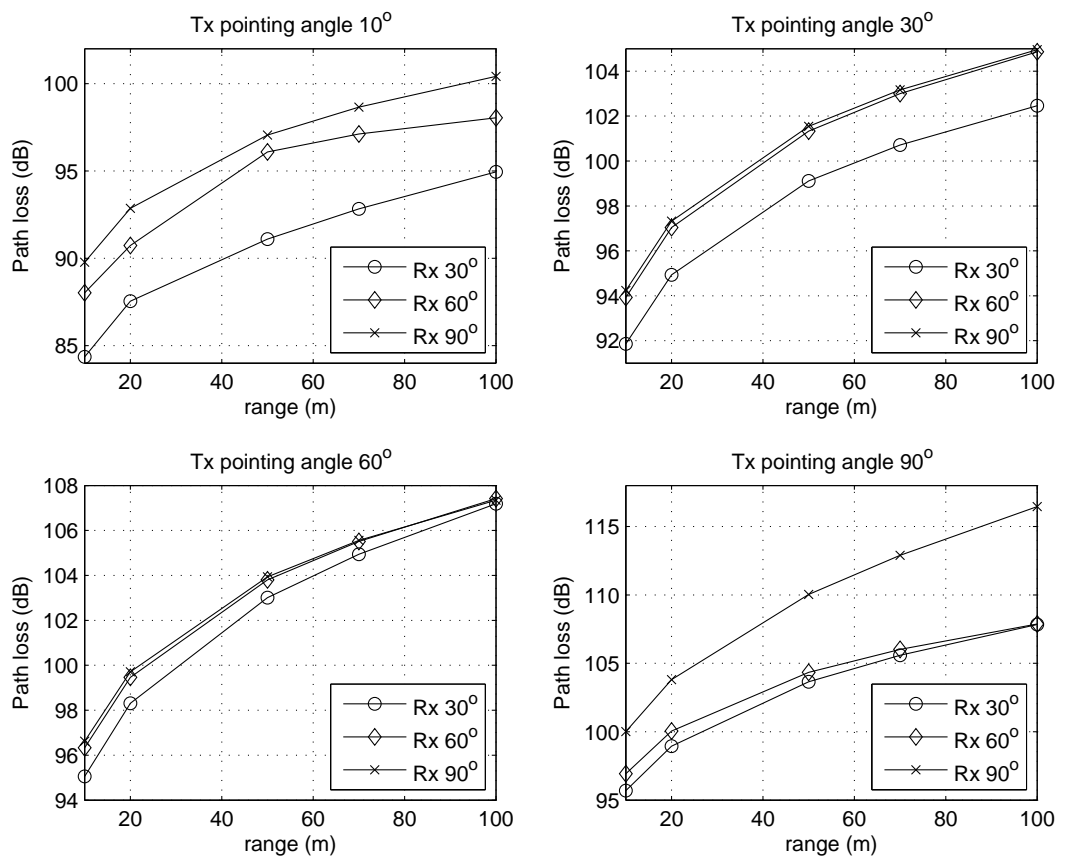 Tx pointing angle 10°
Path loss (dB)
100
95
90
85
20 40 60 80 100
range (m)
Rx 30°
Rx 60°
Rx 90°
Tx pointing angle 30°
Path loss (dB)
104
102
100
98
96
94
92
20 40 60 80 100
range (m)
Rx 30°
Rx 60°
Rx 90°
Tx pointing angle 60°
Path loss (dB)
108
106
104
102
100
98
96
94
20 40 60 80 100
range (m)
Rx 30°
Rx 60°
Rx 90°
Tx pointing angle 90°
Path loss (dB)
115
110
105
100
95
20 40 60 80 100
range (m)
Rx 30°
Rx 60°
Rx 90°